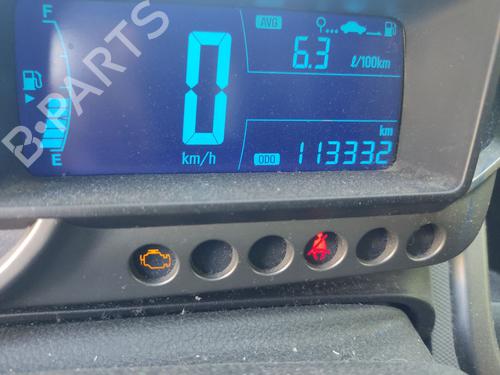 F
AVG
6.3
ℓ/100km
0
E
km/h
km
ODO
113332
B-PARTS